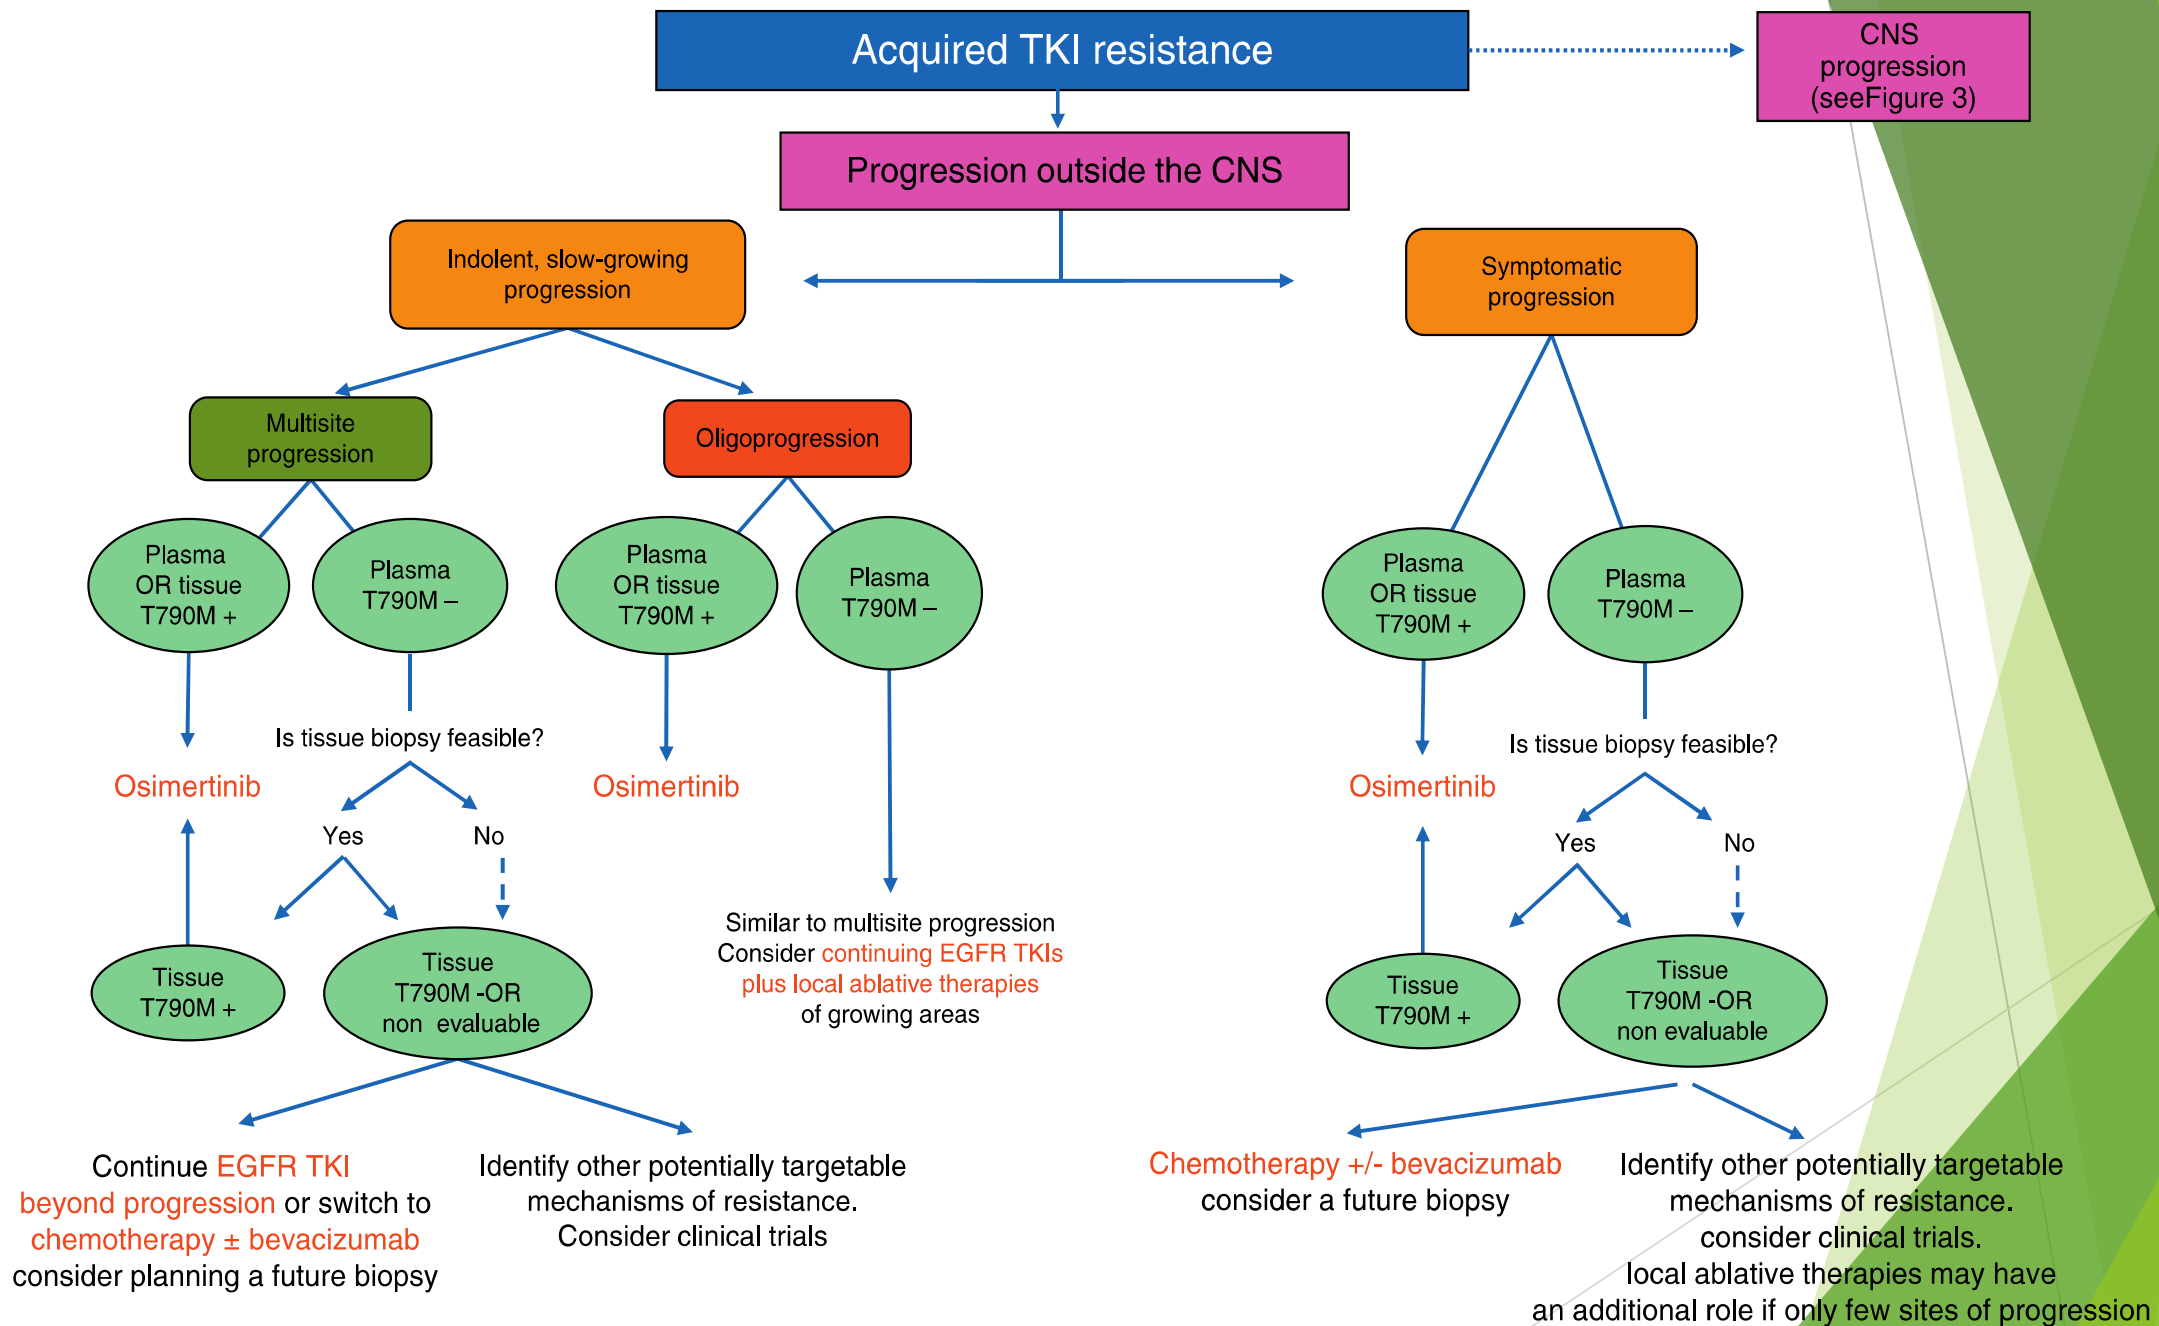 Acquired TKI resistance
CNS
progression
(seeFigure 3)
Progression outside the CNS
Indolent, slow-growing
progression
Symptomatic
progression
Multisite
progression
Oligoprogression
Plasma
OR tissue
T790M +
Plasma
T790M –
Plasma
OR tissue
T790M +
Plasma
T790M –
Plasma
OR tissue
T790M +
Plasma
T790M –
Is tissue biopsy feasible?
Is tissue biopsy feasible?
Osimertinib
Osimertinib
Osimertinib
Yes
No
Yes
No
Similar to multisite progression
Consider continuing EGFR TKIs
plus local ablative therapies
of growing areas
Tissue
T790M +
Tissue
T790M -OR
non evaluable
Tissue
T790M +
Tissue
T790M -OR
non evaluable
Continue EGFR TKI
beyond progression or switch to
chemotherapy ± bevacizumab
consider planning a future biopsy
Identify other potentially targetable
mechanisms of resistance.
Consider clinical trials
Chemotherapy +/- bevacizumab
consider a future biopsy
Identify other potentially targetable
mechanisms of resistance.
consider clinical trials.
local ablative therapies may have
an additional role if only few sites of progression